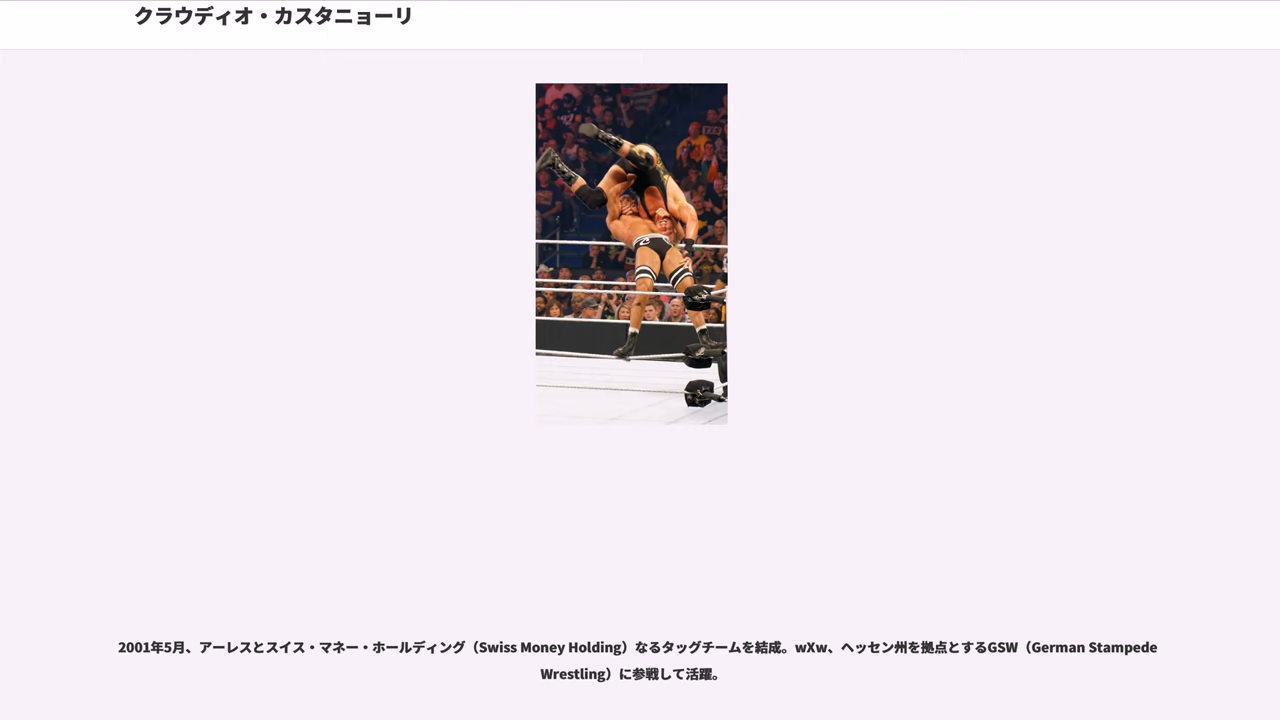 クラウディオ・カスタニョーリ
2001年5月、アーレスとスイス・マネー・ホールディング（Swiss Money Holding）なるタッグチームを結成。wXw、ヘッセン州を拠点とするGSW（German Stampede
Wrestling）に参戦して活躍。